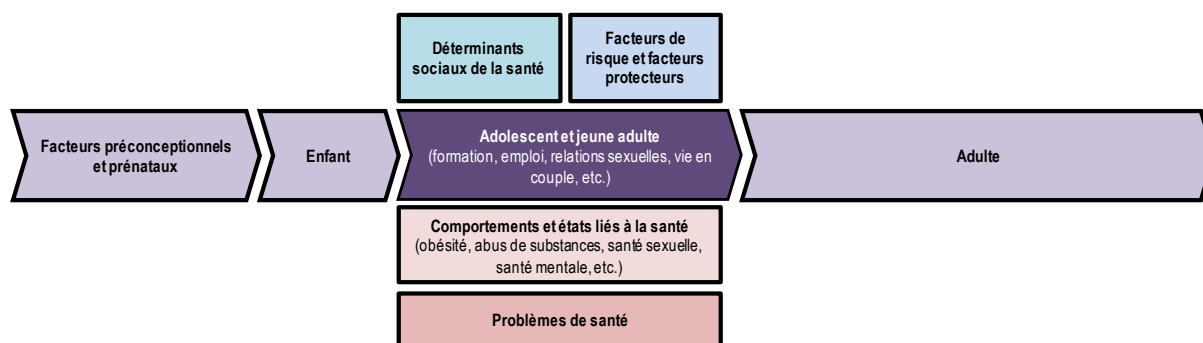 Déterminants
sociaux de la santé
Facteurs de
risque et facteurs
protecteurs
Facteurs préconceptionnels
et prénataux
Enfant
Adolescent et jeune adulte
(formation, emploi, relations sexuelles, vie en
couple, etc.)
Adulte
Comportements et états liés à la santé
(obésité, abus de substances, santé sexuelle,
santé mentale, etc.)
Problèmes de santé